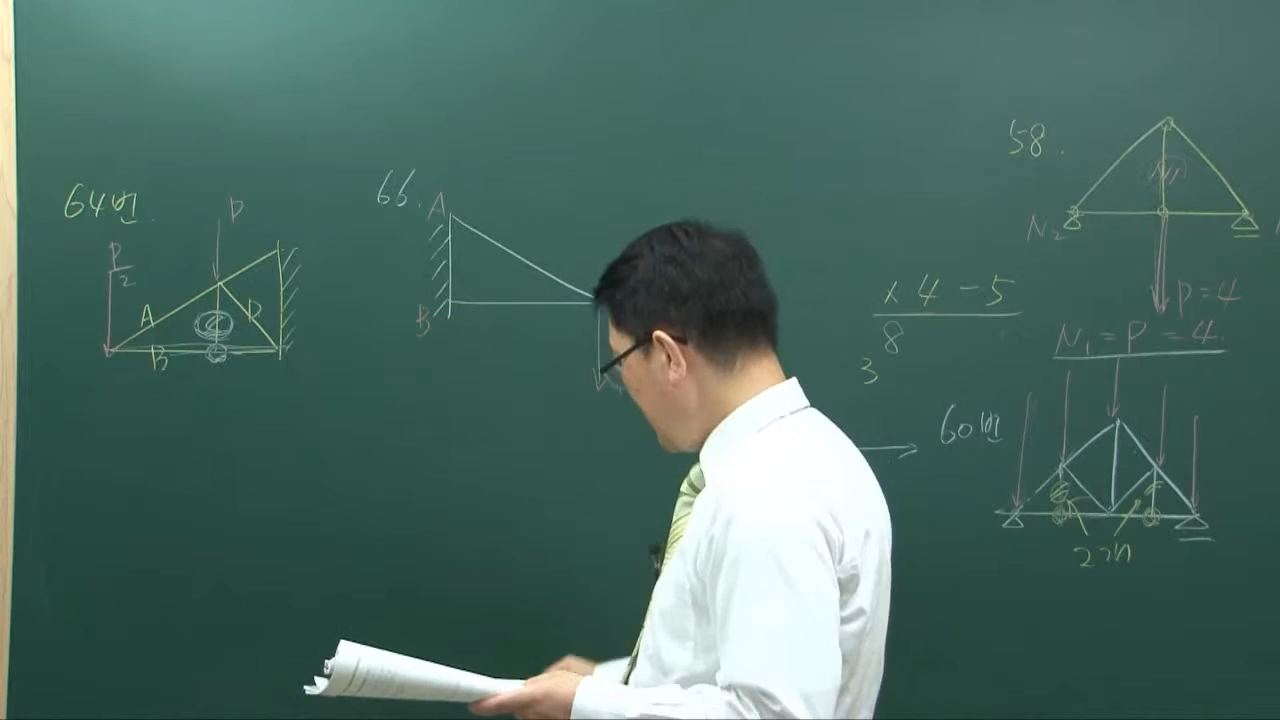 64번.
P
P/2
A
B
D
66.
A
B
x 4 - 5
8
3
58.
N₁
N₂
P=4
N₁ = P = 4.
60번
2개